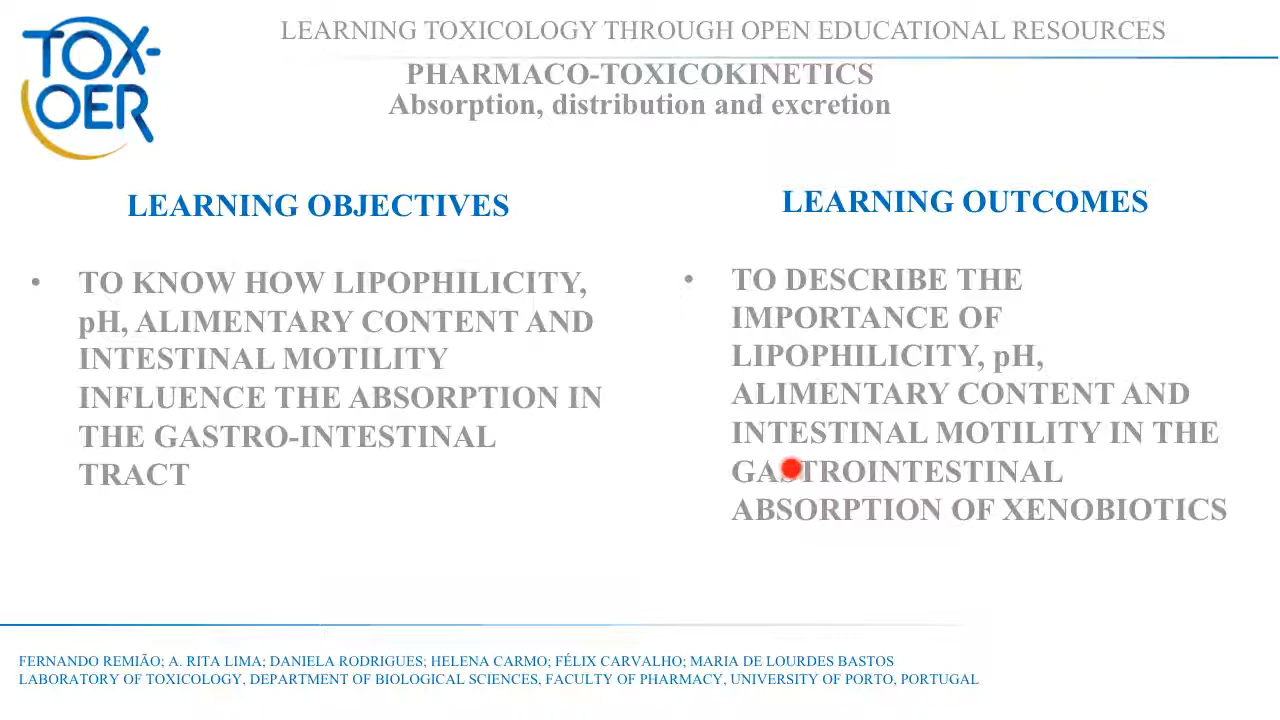 TOX-
OER
LEARNING TOXICOLOGY THROUGH OPEN EDUCATIONAL RESOURCES
PHARMACO-TOXICOKINETICS
Absorption, distribution and excretion
LEARNING OBJECTIVES
• TO KNOW HOW LIPOPHILICITY,
pH, ALIMENTARY CONTENT AND
INTESTINAL MOTILITY
INFLUENCE THE ABSORPTION IN
THE GASTRO-INTESTINAL
TRACT
LEARNING OUTCOMES
• TO DESCRIBE THE
IMPORTANCE OF
LIPOPHILICITY, pH,
ALIMENTARY CONTENT AND
INTESTINAL MOTILITY IN THE
GASTROINTESTINAL
ABSORPTION OF XENOBIOTICS
FERNANDO REMIÃO; A. RITA LIMA; DANIELA RODRIGUES; HELENA CARMO; FÉLIX CARVALHO; MARIA DE LOURDES BASTOS
LABORATORY OF TOXICOLOGY, DEPARTMENT OF BIOLOGICAL SCIENCES, FACULTY OF PHARMACY, UNIVERSITY OF PORTO, PORTUGAL